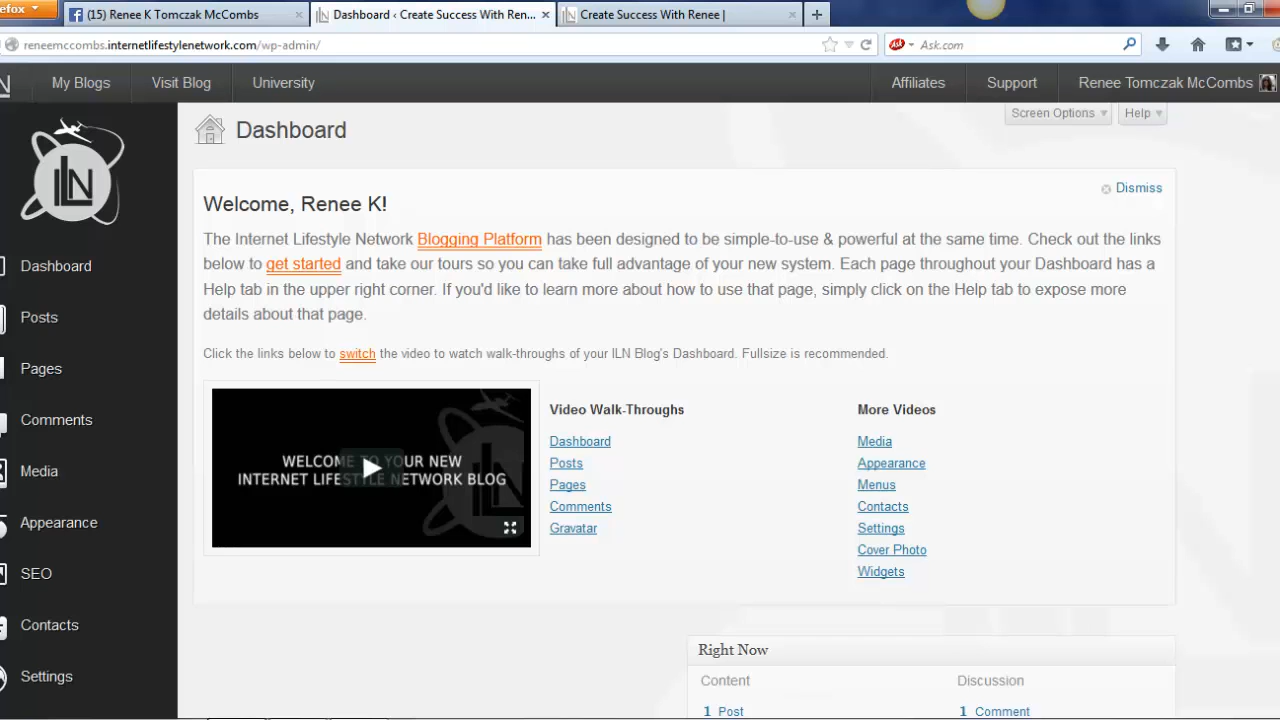 efox
(15) Renee K Tomczak McCombs
Dashboard ‹ Create Success With Ren...
Create Success With Renee |
reneemccombs.internetlifestylenetwork.com/wp-admin/
Ask
Ask.com
N
My Blogs
Visit Blog
University
Affiliates
Support
Renee Tomczak McCombs
Screen Options
Help
ILN
Dashboard
Posts
Pages
Comments
Media
Appearance
SEO
Contacts
Settings
Dashboard
Dismiss
Welcome, Renee K!
The Internet Lifestyle Network Blogging Platform has been designed to be simple-to-use & powerful at the same time. Check out the links
below to get started and take our tours so you can take full advantage of your new system. Each page throughout your Dashboard has a
Help tab in the upper right corner. If you'd like to learn more about how to use that page, simply click on the Help tab to expose more
details about that page.
Click the links below to switch the video to watch walk-throughs of your ILN Blog's Dashboard. Fullsize is recommended.
WELCOME TO YOUR NEW
INTERNET LIFESTYLE NETWORK BLOG
Video Walk-Throughs
Dashboard
Posts
Pages
Comments
Gravatar
More Videos
Media
Appearance
Menus
Contacts
Settings
Cover Photo
Widgets
Right Now
Content
Discussion
1 Post
1 Comment